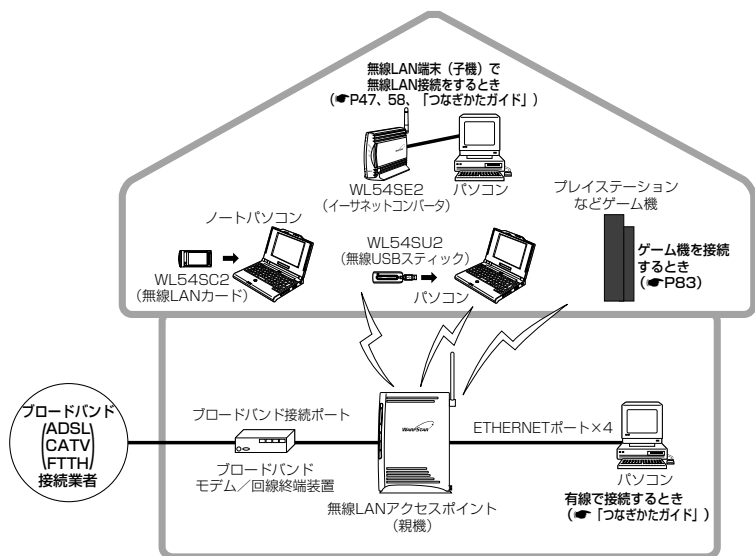 無線LAN端末（子機）で
無線LAN接続をするとき
（☛P47、58、「つなぎかたガイド」）
WL54SE2
（イーサネットコンバータ）
パソコン
プレイステーション
などゲーム機
ノートパソコン
WL54SC2
（無線LANカード）
WL54SU2
（無線USBスティック）
パソコン
ゲーム機を接続
するとき
（☛P83）
ブロードバンド
ADSL
CATV
FTTH
接続業者
ブロードバンド接続ポート
ブロードバンド
モデム／回線終端装置
WARPSTAR
無線LANアクセスポイント
（親機）
ETHERNETポート×4
パソコン
有線で接続するとき
（☛「つなぎかたガイド」）